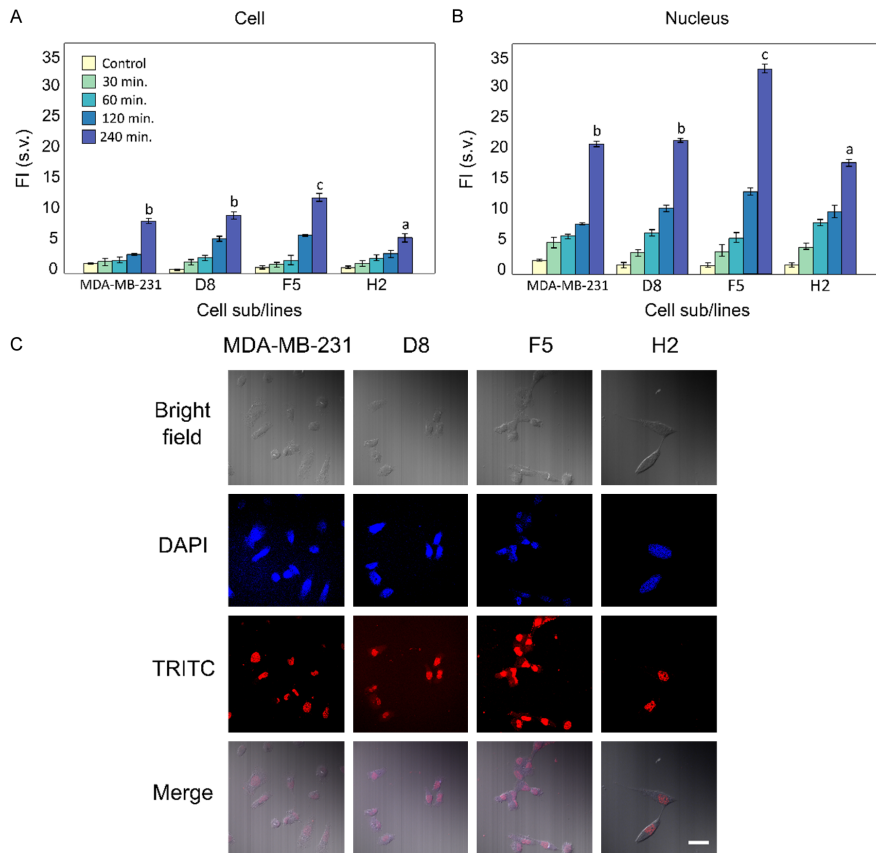 A
Cell
FI (s.v.)
35
30
25
20
15
10
5
0
Control
30 min.
60 min.
120 min.
240 min.
b
b
c
a
MDA-MB-231
D8
F5
H2
Cell sub/lines
B
Nucleus
FI (s.v.)
35
30
25
20
15
10
5
0
b
b
c
a
MDA-MB-231
D8
F5
H2
Cell sub/lines
C
MDA-MB-231
D8
F5
H2
Bright
field
DAPI
TRITC
Merge